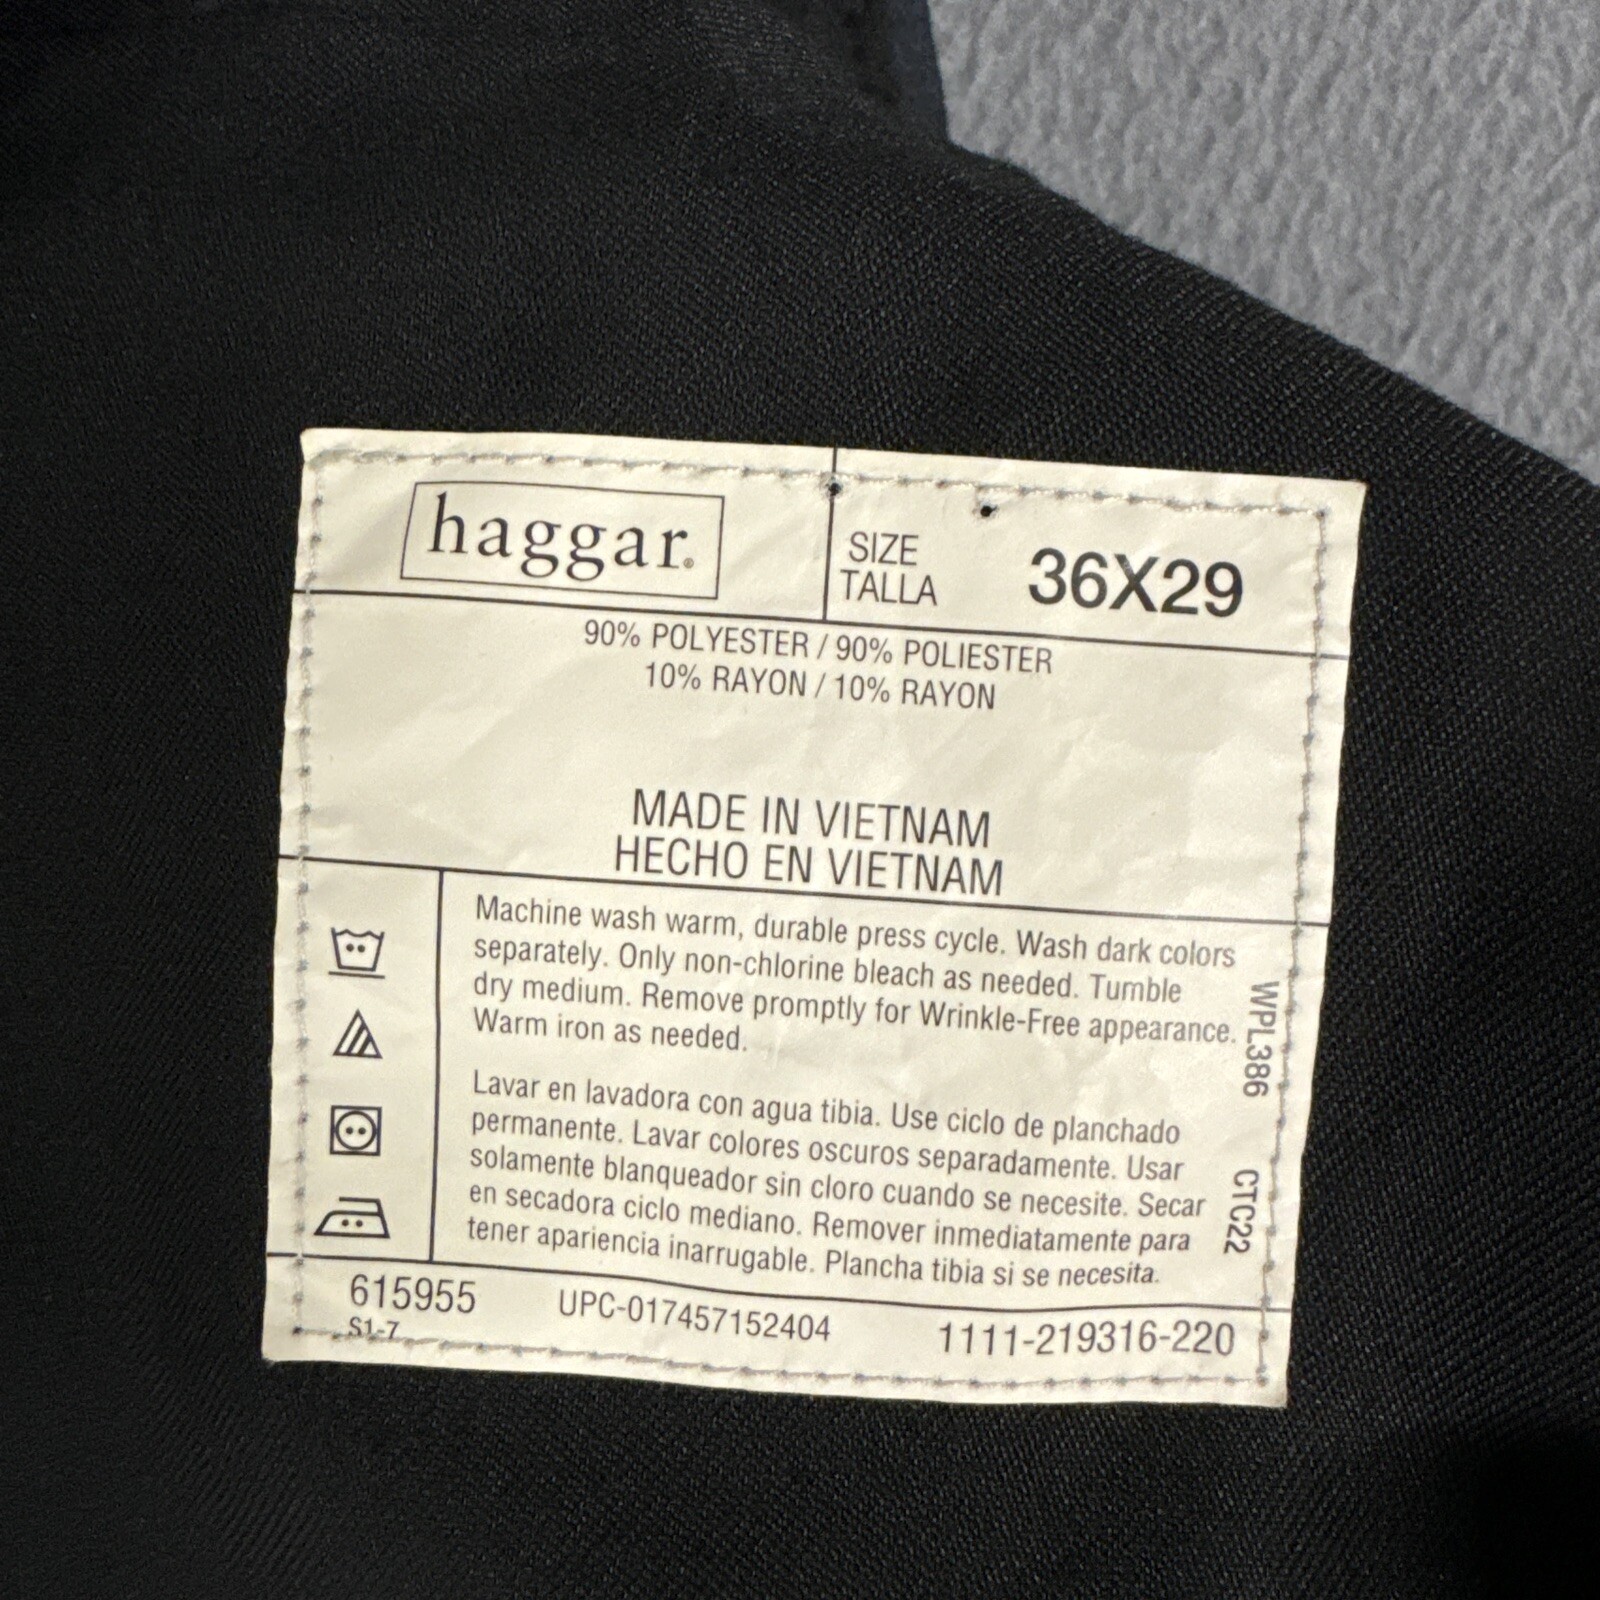 haggar®
SIZE
TALLA
36X29
90% POLYESTER / 90% POLIESTER
10% RAYON / 10% RAYON
MADE IN VIETNAM
HECHO EN VIETNAM
Machine wash warm, durable press cycle. Wash dark colors
separately. Only non-chlorine bleach as needed. Tumble
dry medium. Remove promptly for Wrinkle-Free appearance.
Warm iron as needed.
Lavar en lavadora con agua tibia. Use ciclo de planchado
permanente. Lavar colores oscuros separadamente. Usar
solamente blanqueador sin cloro cuando se necesite. Secar
en secadora ciclo mediano. Remover inmediatamente para
tener apariencia inarrugable. Plancha tibia si se necesita.
WPL386
CTC22
615955
S1-7
UPC-017457152404
1111-219316-220